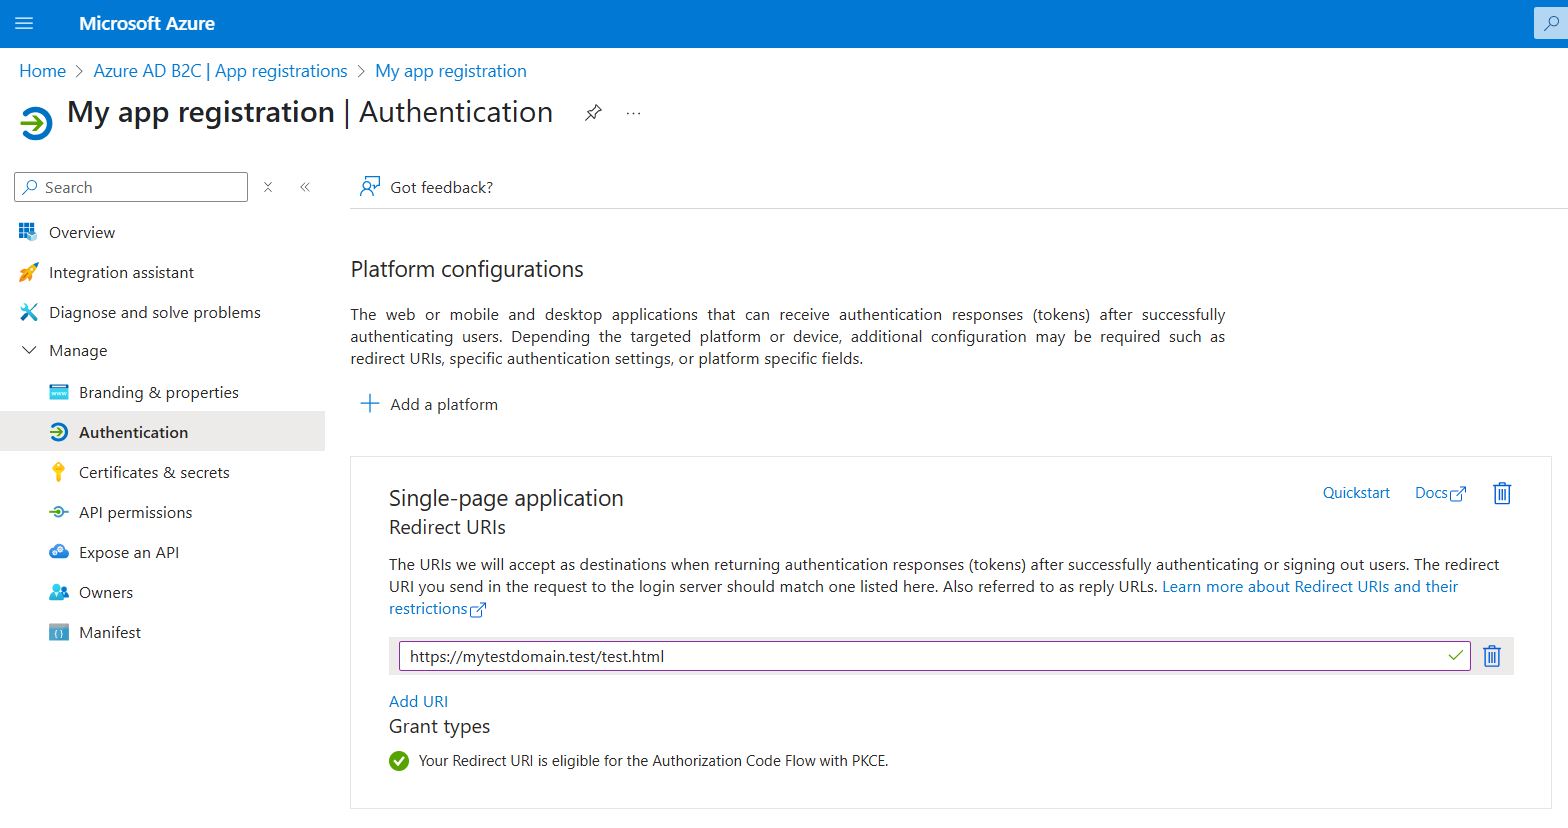 Microsoft Azure
Home > Azure AD B2C | App registrations > My app registration
My app registration | Authentication
Search
Got feedback?
Overview
Integration assistant
Diagnose and solve problems
Manage
Branding & properties
Authentication
Certificates & secrets
API permissions
Expose an API
Owners
Manifest
Platform configurations
The web or mobile and desktop applications that can receive authentication responses (tokens) after successfully
authenticating users. Depending the targeted platform or device, additional configuration may be required such as
redirect URIs, specific authentication settings, or platform specific fields.
Add a platform
Single-page application
Quickstart Docs
Redirect URIs
The URIs we will accept as destinations when returning authentication responses (tokens) after successfully authenticating or signing out users. The redirect
URI you send in the request to the login server should match one listed here. Also referred to as reply URLs. Learn more about Redirect URIs and their
restrictions
https://mytestdomain.test/test.html
Add URI
Grant types
Your Redirect URI is eligible for the Authorization Code Flow with PKCE.